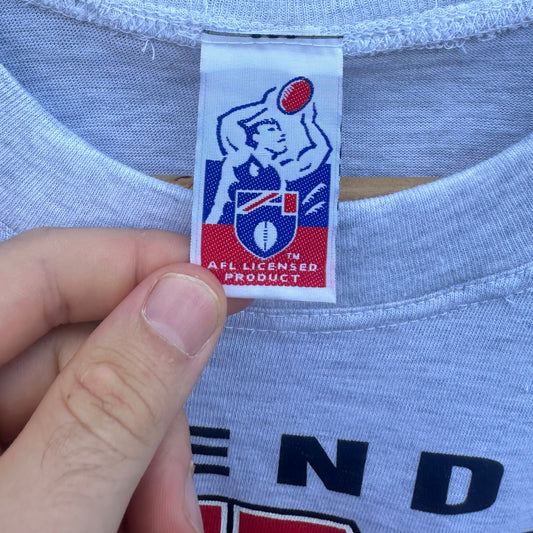 AFL LICENSED
PRODUCT
TM
END